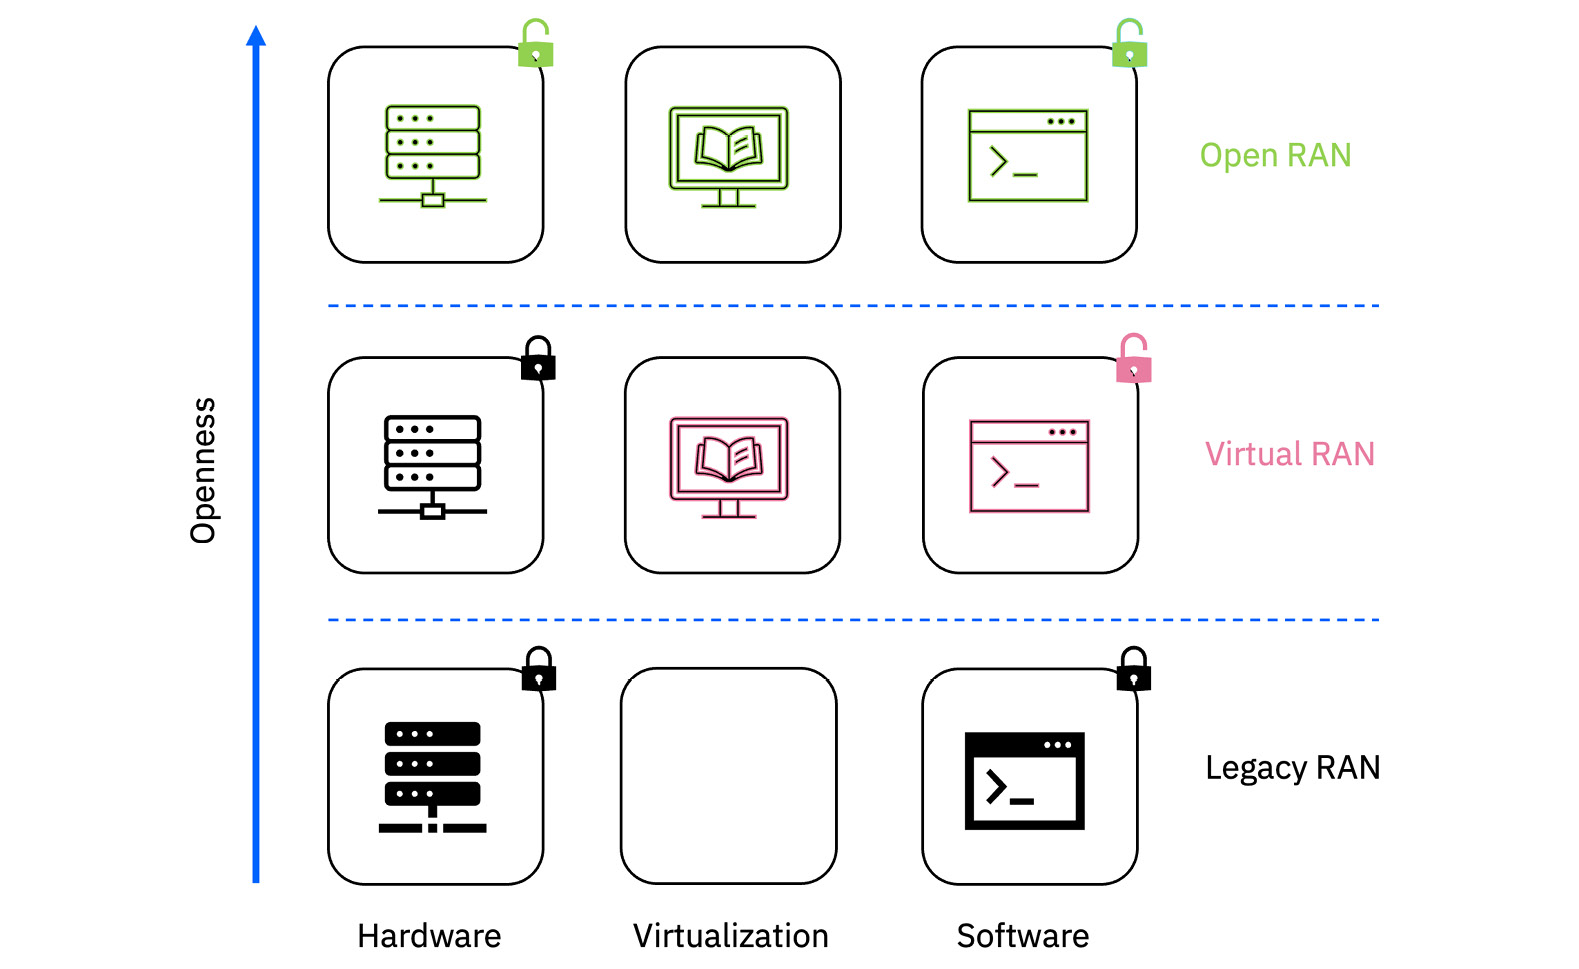 Open RAN
Openness
Virtual RAN
Legacy RAN
Hardware
Virtualization
Software